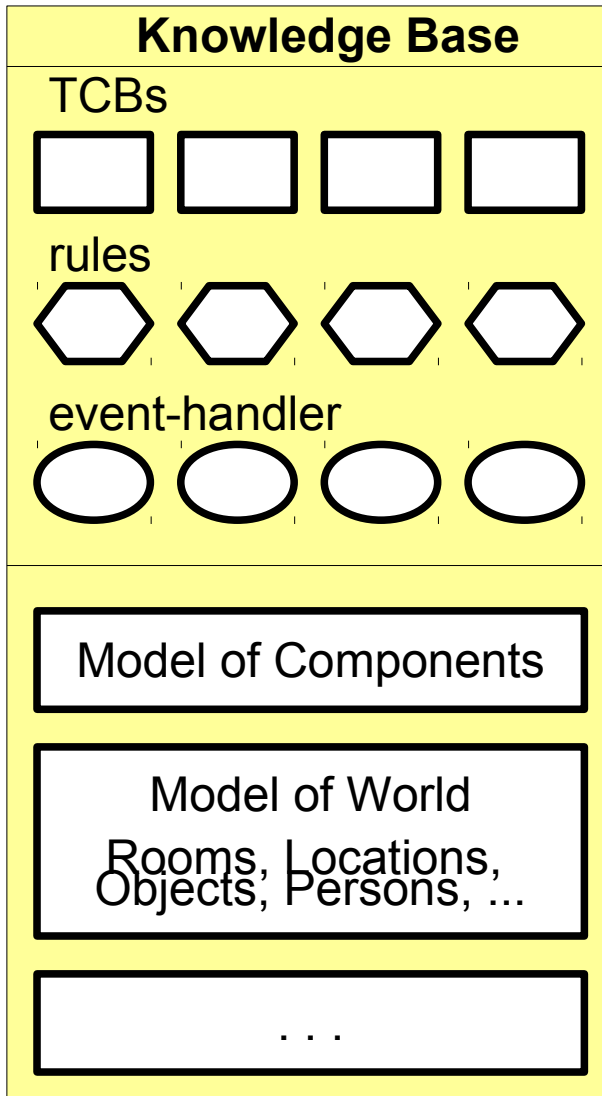 Knowledge Base
TCBs
rules
event-handler
Model of Components
Model of World
Rooms, Locations,
Objects, Persons, ...
. . .